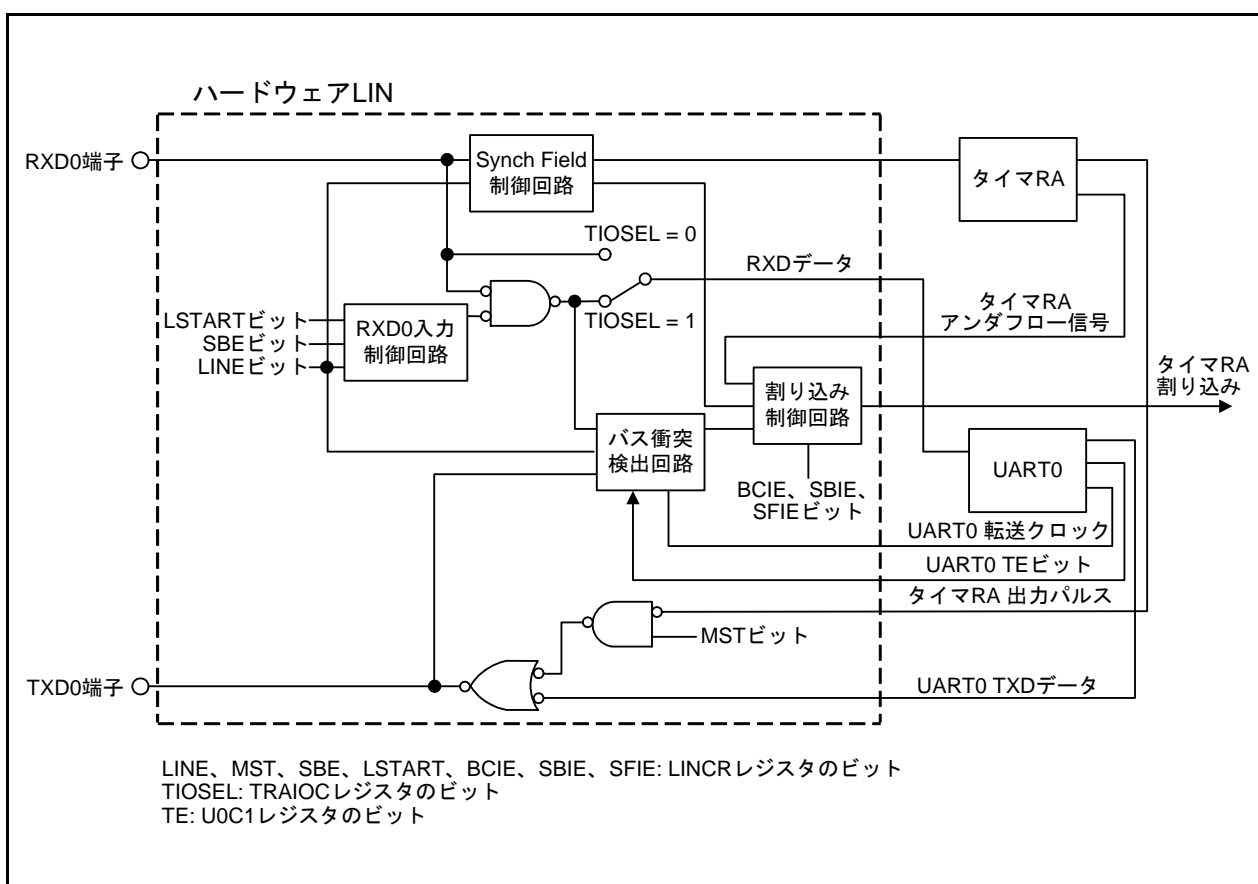 ハードウェアLIN
RXD0端子
Synch Field
制御回路
タイマRA
TIOSEL = 0
RXDデータ
TIOSEL = 1
LSTARTビット
SBEビット
LINEビット
RXD0入力
制御回路
タイマRA
アンダフロー信号
割り込み
制御回路
タイマRA
割り込み
バス衝突
検出回路
UART0
BCIE、SBIE、
SFIEビット
UART0 転送クロック
UART0 TEビット
タイマRA 出力パルス
MSTビット
TXD0端子
UART0 TXDデータ
LINE、MST、SBE、LSTART、BCIE、SBIE、SFIE: LINCRレジスタのビット
TIOSEL: TRAIOCレジスタのビット
TE: U0C1レジスタのビット